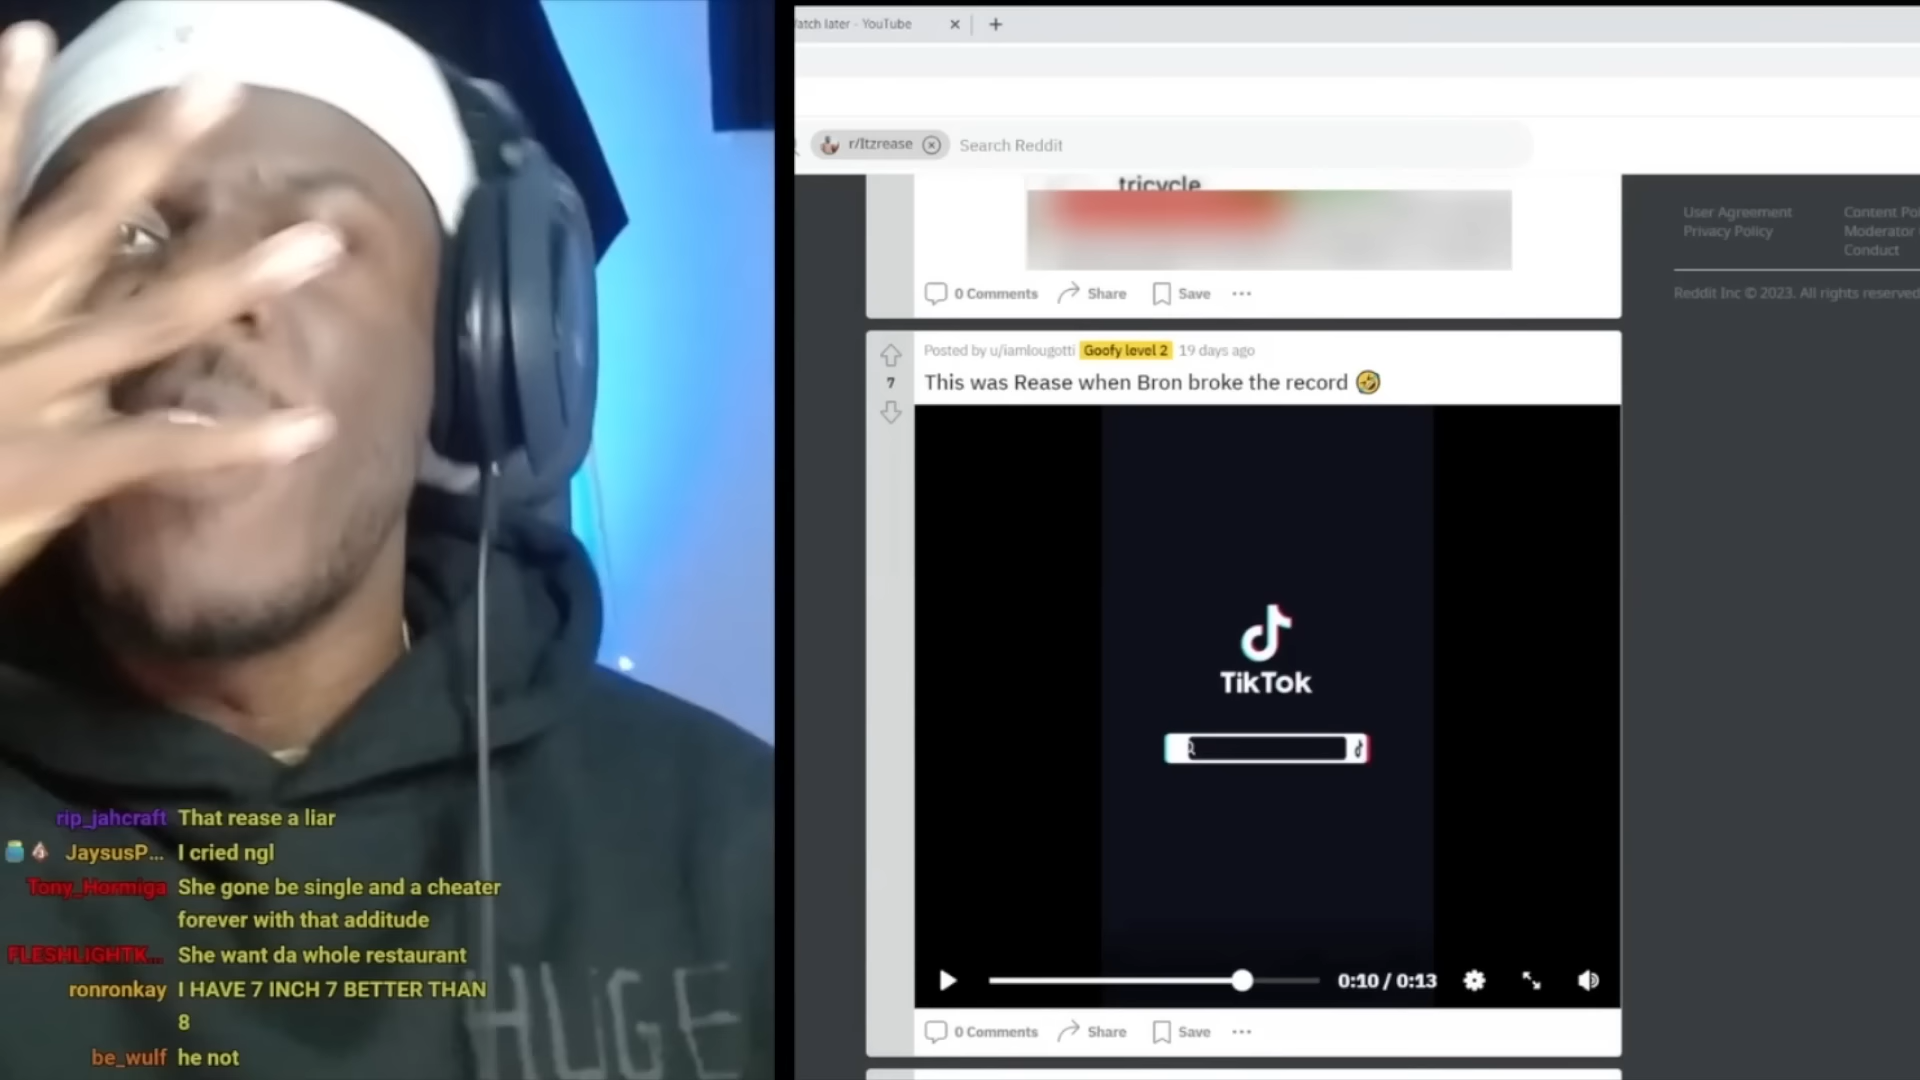 atch later - YouTube
r/Itzrease
Search Reddit
tricycle
User Agreement
Privacy Policy
Moderator
Conduct
Reddit Inc © 2023. All rights reserved
0 Comments
Share
Save
Posted by u/iamlougotti
Goofy level 2
19 days ago
7
This was Rease when Bron broke the record 🤣
TikTok
0:10 / 0:13
0 Comments
Share
Save
HUGE
rip_jahcraft That rease a liar
JaysusP... I cried ngl
Tony_Hormiga She gone be single and a cheater
forever with that additude
FLESHLIGHTK... She want da whole restaurant
ronronkay I HAVE 7 INCH 7 BETTER THAN
8
be_wulf he not